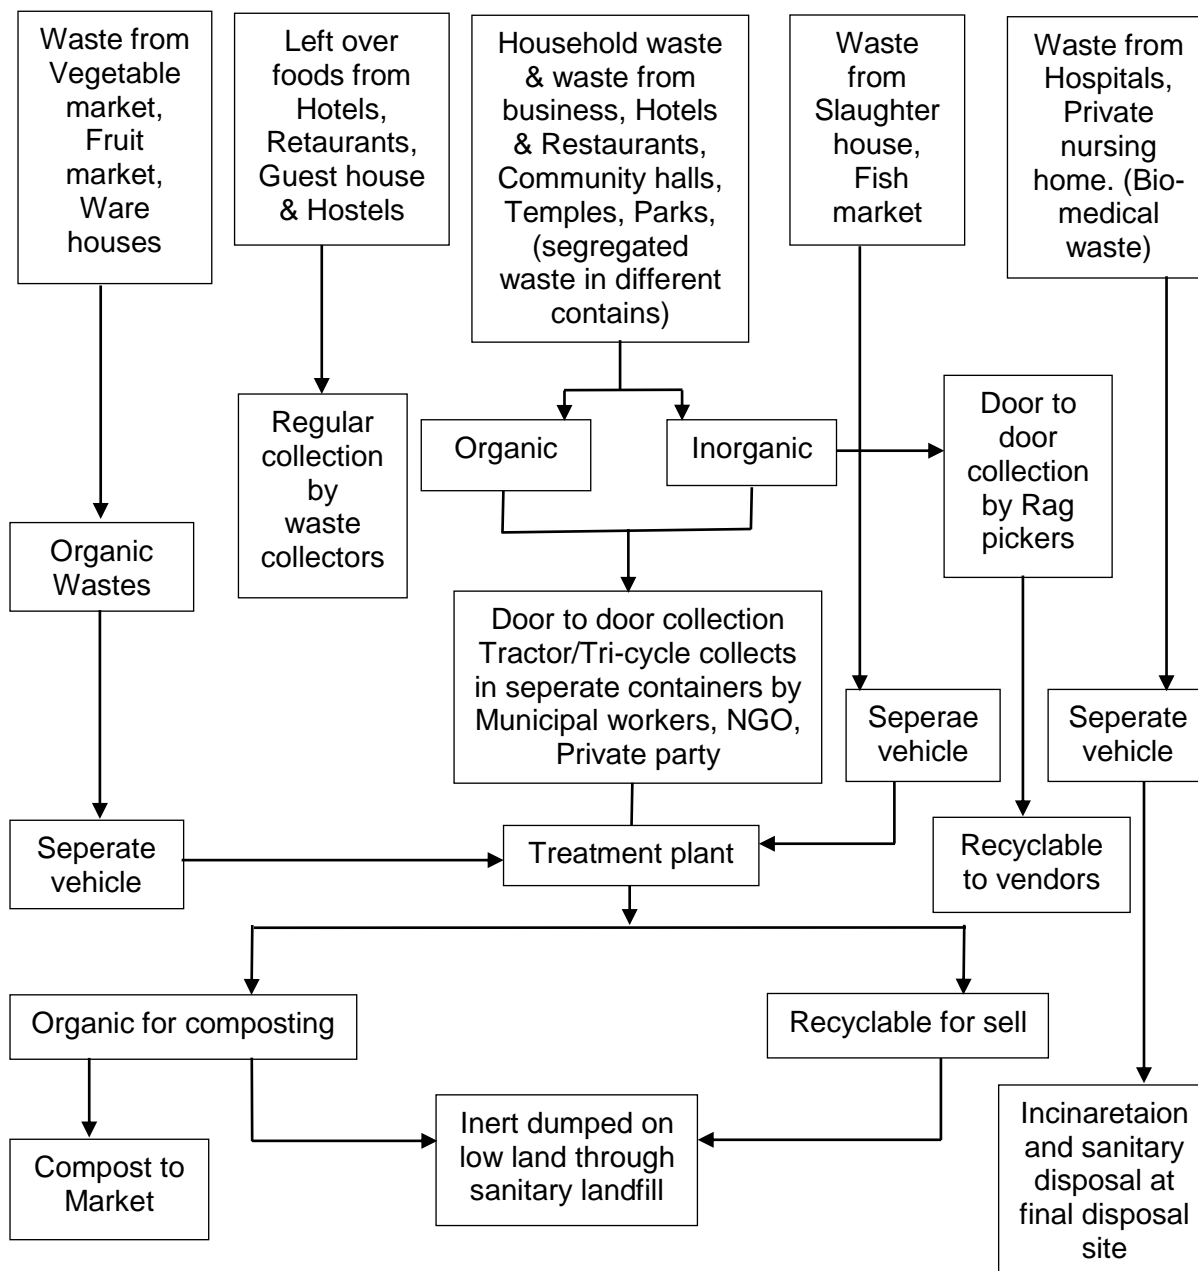 Waste from
Vegetable
market,
Fruit
market,
Ware
houses
Left over
foods from
Hotels,
Retaurants,
Guest house
& Hostels
Household waste
& waste from
business, Hotels
& Restaurants,
Community halls,
Temples, Parks,
(segregated
waste in different
contains)
Waste
from
Slaughter
house,
Fish
market
Waste from
Hospitals,
Private
nursing
home. (Bio-
medical
waste)
Regular
collection
by
waste
collectors
Organic
Inorganic
Door to
door
collection
by Rag
pickers
Organic
Wastes
Door to door collection
Tractor/Tri-cycle collects
in seperate containers by
Municipal workers, NGO,
Private party
Seperae
vehicle
Seperate
vehicle
Seperate
vehicle
Treatment plant
Recyclable
to vendors
Organic for composting
Recyclable for sell
Compost to
Market
Inert dumped on
low land through
sanitary landfill
Incinaretaion
and sanitary
disposal at
final disposal
site